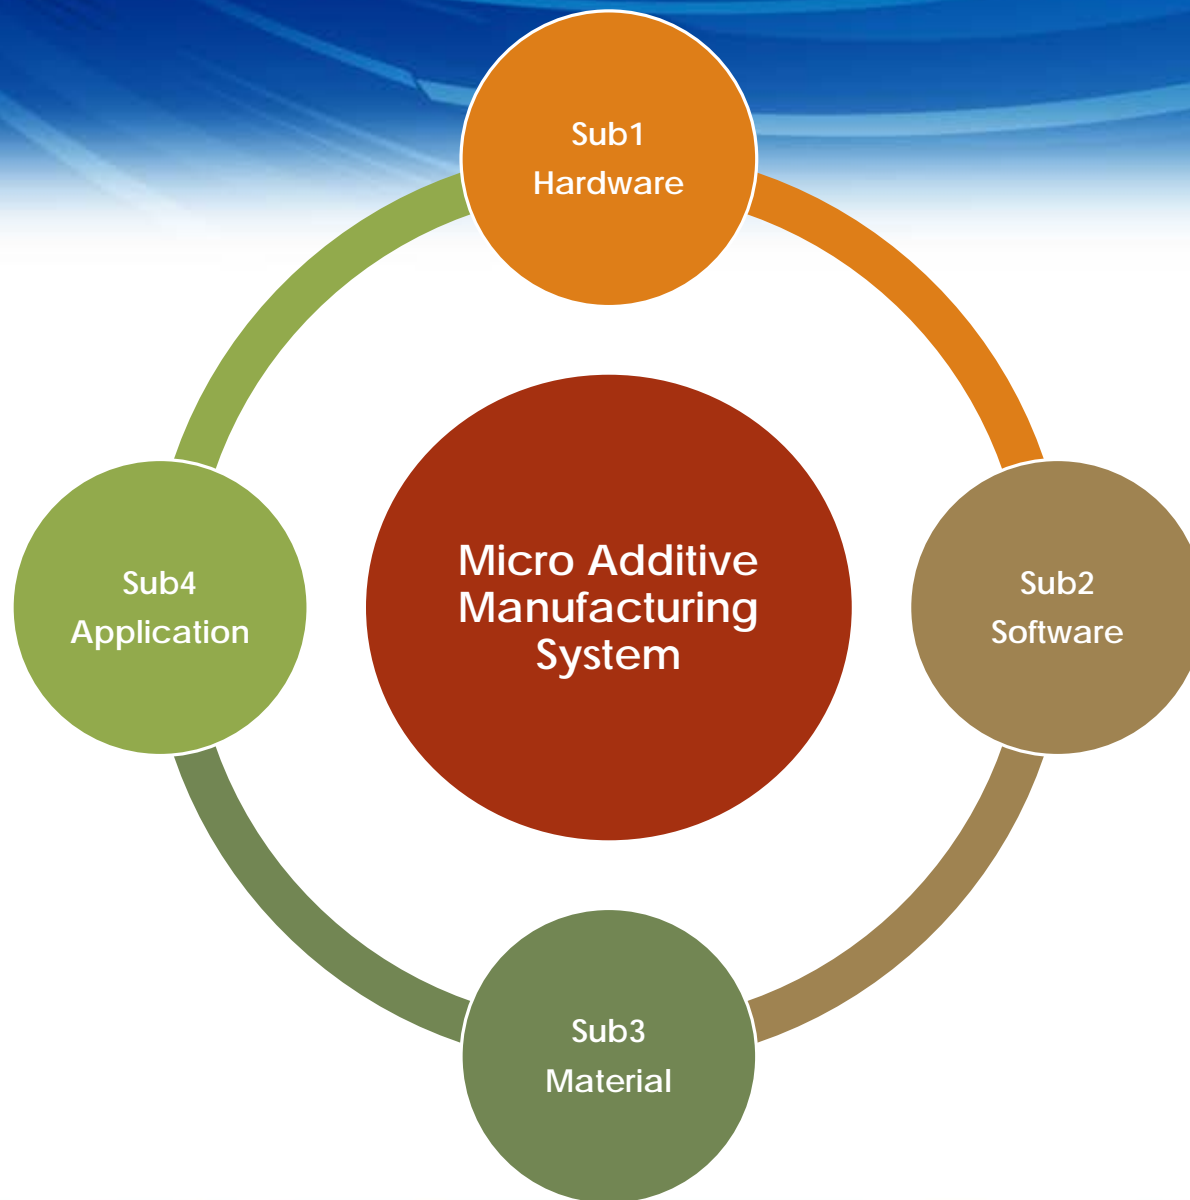 Sub1
Hardware
Micro Additive
Manufacturing
System
Sub4
Application
Sub2
Software
Sub3
Material